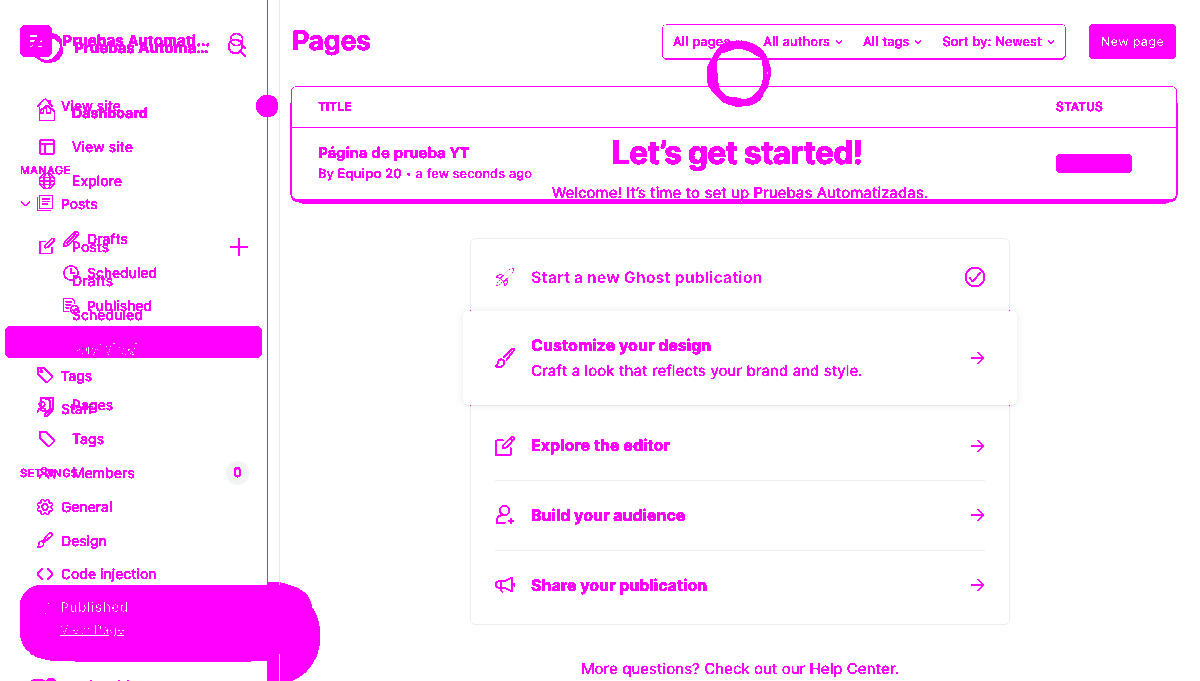 Pruebas Automati...
Pruebas Automa...
View site
Dashboard
View site
MANAGE
Explore
Posts
Drafts
Posts
Scheduled
Drafts
Published
Scheduled
Tags
Pages
Staff
Tags
SETTINGS
Members
0
General
Design
Code injection
Published
View Page
Pages
All pages
All authors
All tags
Sort by: Newest
New page
TITLE
STATUS
Página de prueba YT
By Equipo 20 • a few seconds ago
Let's get started!
Welcome! It's time to set up Pruebas Automatizadas.
Start a new Ghost publication
Customize your design
Craft a look that reflects your brand and style.
Explore the editor
Build your audience
Share your publication
More questions? Check out our Help Center.